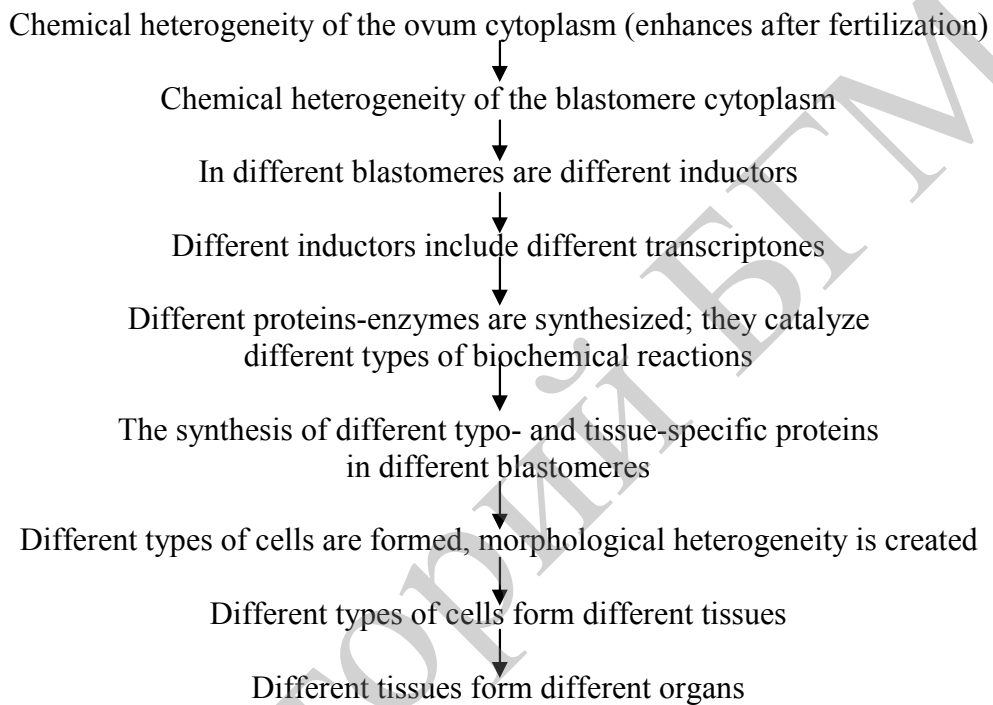 Chemical heterogeneity of the ovum cytoplasm (enhances after fertilization)
Chemical heterogeneity of the blastomere cytoplasm
In different blastomeres are different inductors
Different inductors include different transcriptones
Different proteins-enzymes are synthesized; they catalyze
different types of biochemical reactions
The synthesis of different typo- and tissue-specific proteins
in different blastomeres
Different types of cells are formed, morphological heterogeneity is created
Different types of cells form different tissues
Different tissues form different organs
торий БГМ